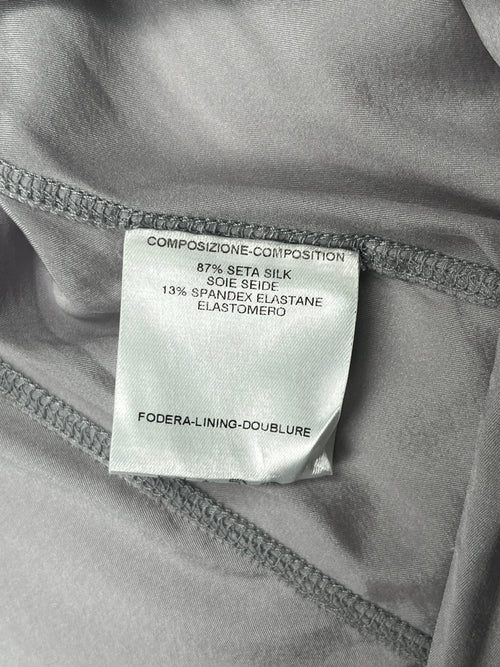 COMPOSIZIONE-COMPOSITION
87% SETA SILK
SOIE SEIDE
13% SPANDEX ELASTANE
ELASTOMERO
FODERA-LINING-DOUBLURE